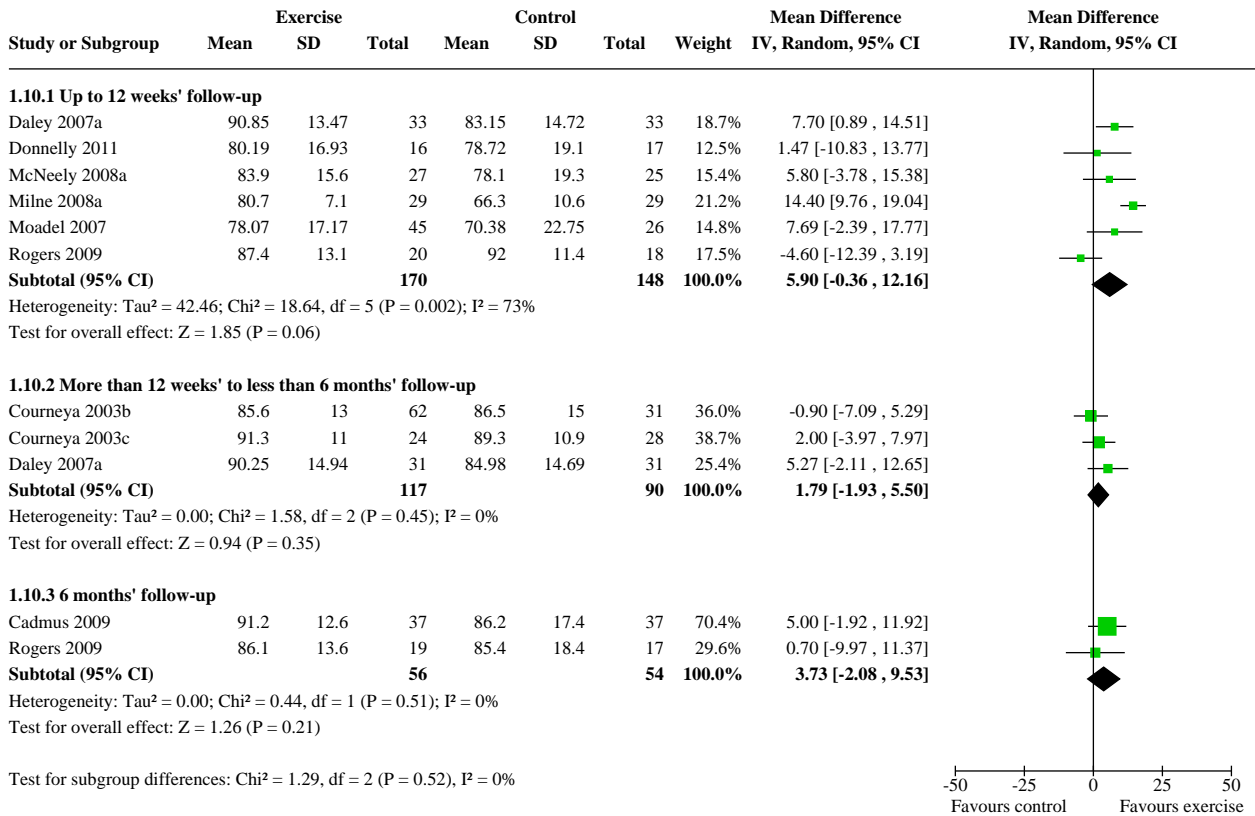 Exercise Control Mean Difference Mean Difference
Study or Subgroup Mean SD Total Mean SD Total Weight IV, Random, 95% CI IV, Random, 95% CI
1.10.1 Up to 12 weeks' follow-up
Daley 2007a 90.85 13.47 33 83.15 14.72 33 18.7% 7.70 [0.89 , 14.51]
Donnelly 2011 80.19 16.93 16 78.72 19.1 17 12.5% 1.47 [-10.83 , 13.77]
McNeely 2008a 83.9 15.6 27 78.1 19.3 25 15.4% 5.80 [-3.78 , 15.38]
Milne 2008a 80.7 7.1 29 66.3 10.6 29 21.2% 14.40 [9.76 , 19.04]
Moadel 2007 78.07 17.17 45 70.38 22.75 26 14.8% 7.69 [-2.39 , 17.77]
Rogers 2009 87.4 13.1 20 92 11.4 18 17.5% -4.60 [-12.39 , 3.19]
Subtotal (95% CI) 170 148 100.0% 5.90 [-0.36 , 12.16]
Heterogeneity: Tau² = 42.46; Chi² = 18.64, df = 5 (P = 0.002); I² = 73%
Test for overall effect: Z = 1.85 (P = 0.06)
1.10.2 More than 12 weeks' to less than 6 months' follow-up
Courneya 2003b 85.6 13 62 86.5 15 31 36.0% -0.90 [-7.09 , 5.29]
Courneya 2003c 91.3 11 24 89.3 10.9 28 38.7% 2.00 [-3.97 , 7.97]
Daley 2007a 90.25 14.94 31 84.98 14.69 31 25.4% 5.27 [-2.11 , 12.65]
Subtotal (95% CI) 117 90 100.0% 1.79 [-1.93 , 5.50]
Heterogeneity: Tau² = 0.00; Chi² = 1.58, df = 2 (P = 0.45); I² = 0%
Test for overall effect: Z = 0.94 (P = 0.35)
1.10.3 6 months' follow-up
Cadmus 2009 91.2 12.6 37 86.2 17.4 37 70.4% 5.00 [-1.92 , 11.92]
Rogers 2009 86.1 13.6 19 85.4 18.4 17 29.6% 0.70 [-9.97 , 11.37]
Subtotal (95% CI) 56 54 100.0% 3.73 [-2.08 , 9.53]
Heterogeneity: Tau² = 0.00; Chi² = 0.44, df = 1 (P = 0.51); I² = 0%
Test for overall effect: Z = 1.26 (P = 0.21)
Test for subgroup differences: Chi² = 1.29, df = 2 (P = 0.52), I² = 0%
-50 -25 0 25 50
Favours control Favours exercise